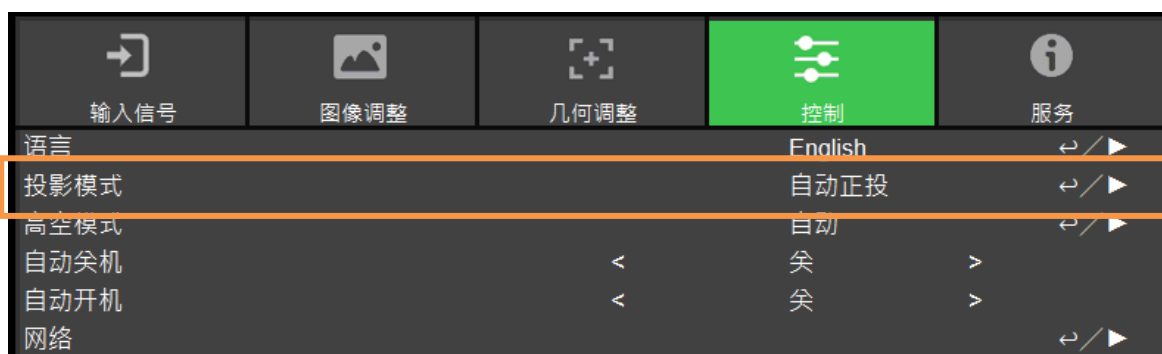 输入信号 图像调整 几何调整 控制 服务
语言 English ↩/▶
投影模式 自动正投 ↩/▶
高空模式 自动 ↩/▶
自动关机 < 关 >
自动开机 < 关 >
网络 ↩/▶